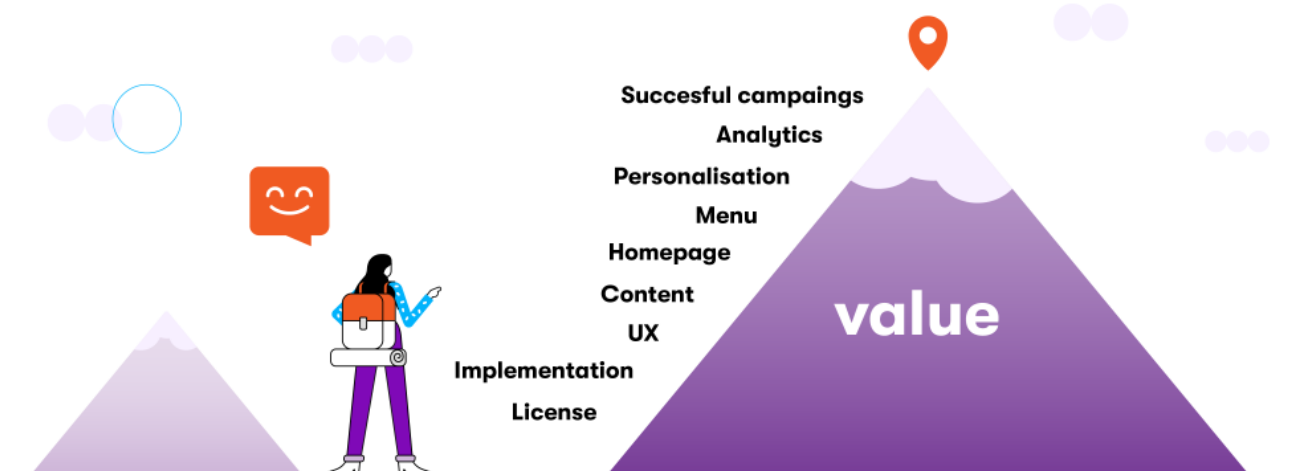 Succesful campaings
Analytics
Personalisation
Menu
Homepage
Content
UX
Implementation
License
value